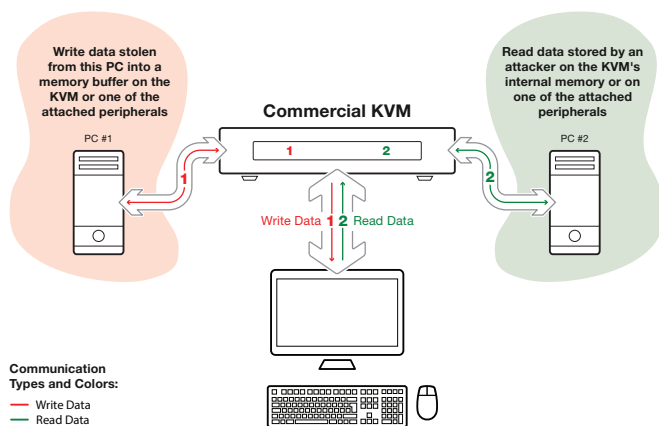 Write data stolen
from this PC into a
memory buffer on the
KVM or one of the
attached peripherals
PC #1
Read data stored by an
attacker on the KVM's
internal memory or on
one of the attached
peripherals
PC #2
Commercial KVM
1 2
1
2
Write Data 1 2 Read Data
Communication
Types and Colors:
Write Data
Read Data